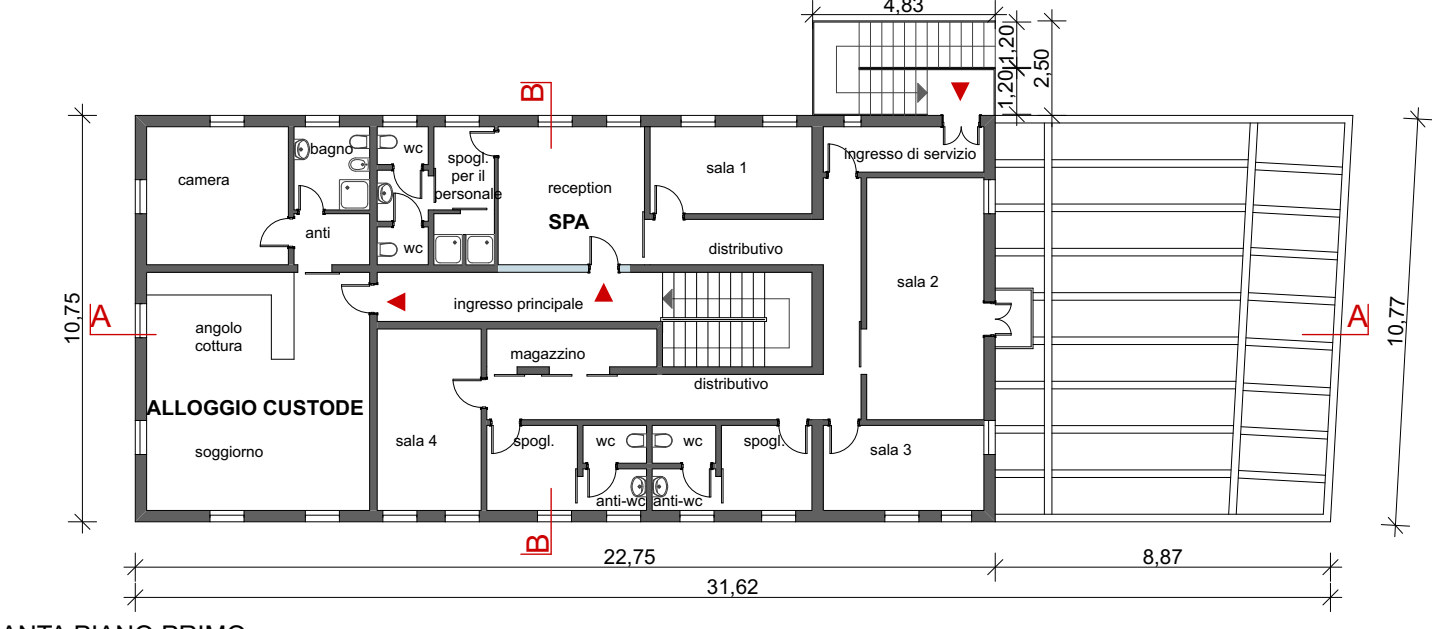 4,83
1,20
1,20
2,50
B
bagno
wc
spogl.
per il
personale
camera
reception
SPA
sala 1
ingresso di servizio
anti
wc
distributivo
sala 2
ingresso principale
A
A
10,75
10,77
angolo
cottura
magazzino
distributivo
ALLOGGIO CUSTODE
soggiorno
sala 4
spogl.
wc
wc
spogl.
sala 3
anti-wc
anti-wc
B
22,75
8,87
31,62
PIANO PRIMO